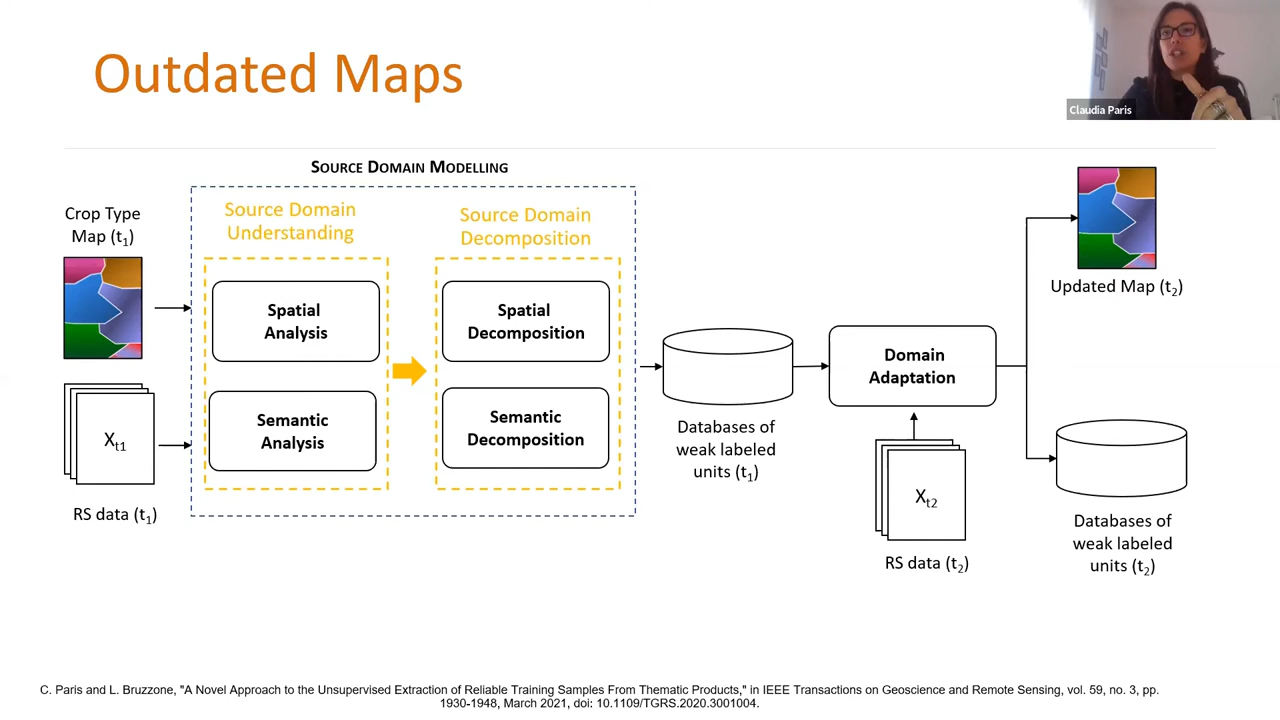 Outdated Maps
Claudia Paris
SOURCE DOMAIN MODELLING
Crop Type
Map (t₁)
Source Domain
Understanding
Source Domain
Decomposition
Spatial
Analysis
Spatial
Decomposition
Semantic
Analysis
Semantic
Decomposition
Xt1
RS data (t₁)
Databases of
weak labeled
units (t₁)
Domain
Adaptation
Xt2
RS data (t₂)
Updated Map (t₂)
Databases of
weak labeled
units (t₂)
C. Paris and L. Bruzzone, "A Novel Approach to the Unsupervised Extraction of Reliable Training Samples From Thematic Products," in IEEE Transactions on Geoscience and Remote Sensing, vol. 59, no. 3, pp.
1930-1948, March 2021, doi: 10.1109/TGRS.2020.3001004.